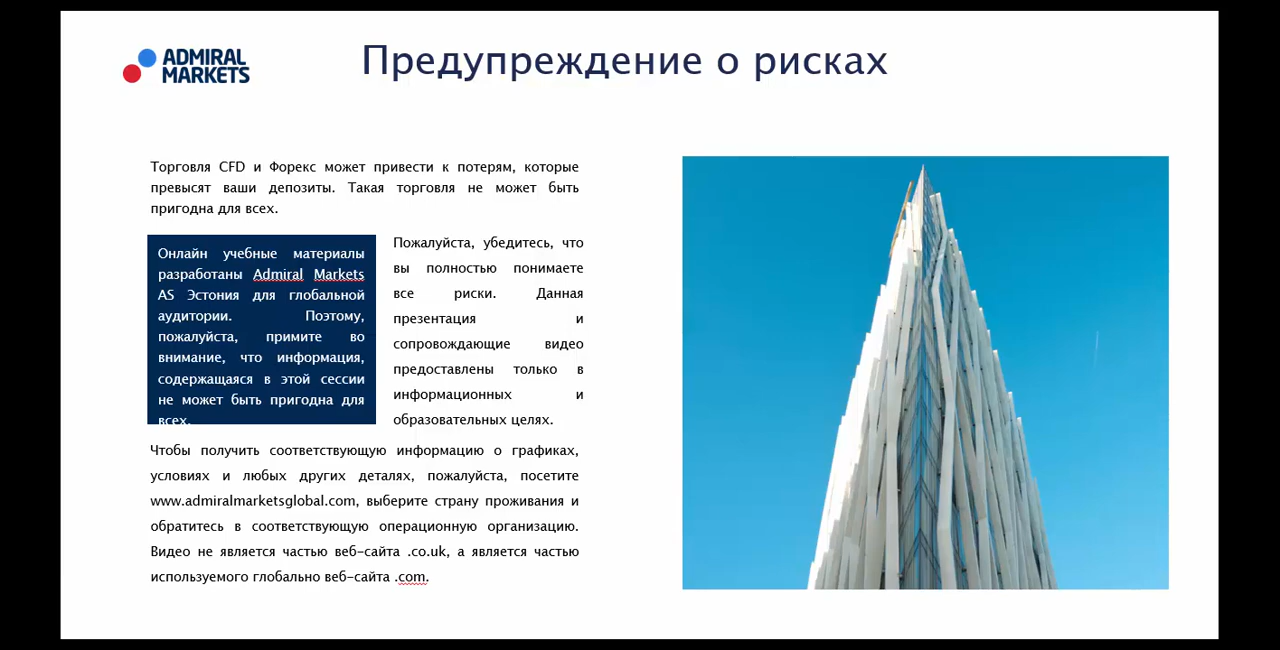 ADMIRAL
MARKETS
Предупреждение о рисках
Торговля CFD и Форекс может привести к потерям, которые
превысят ваши депозиты. Такая торговля не может быть
пригодна для всех.
Онлайн учебные материалы
разработаны Admiral Markets
AS Эстония для глобальной
аудитории. Поэтому,
пожалуйста, примите во
внимание, что информация,
содержащаяся в этой сессии
не может быть пригодна для
всех.
Пожалуйста, убедитесь, что
вы полностью понимаете
все риски. Данная
презентация и
сопровождающие видео
предоставлены только в
информационных и
образовательных целях.
Чтобы получить соответствующую информацию о графиках,
условиях и любых других деталях, пожалуйста, посетите
www.admiralmarketsglobal.com, выберите страну проживания и
обратитесь в соответствующую операционную организацию.
Видео не является частью веб-сайта .co.uk, а является частью
используемого глобально веб-сайта .com.